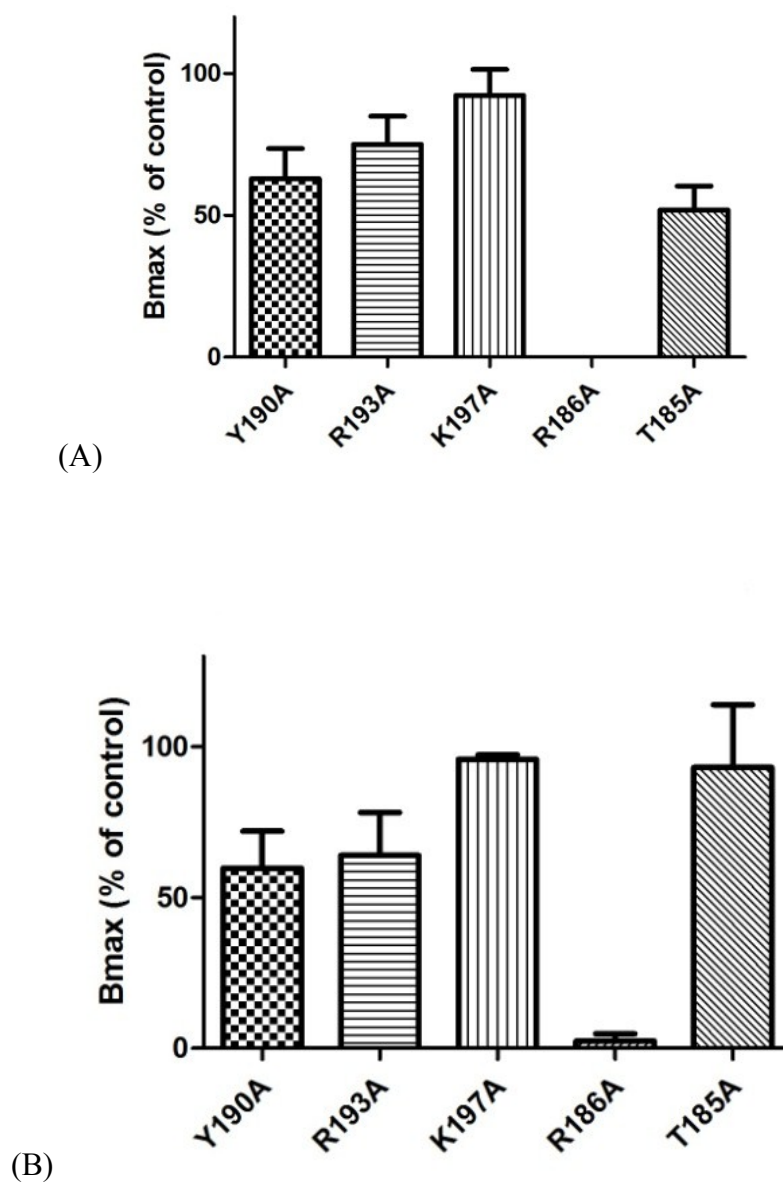 Bmax (% of control)
100
50
0
Y190A
R193A
K197A
R186A
T185A
(A)
Bmax (% of control)
100
50
0
Y190A
R193A
K197A
R186A
T185A
(B)